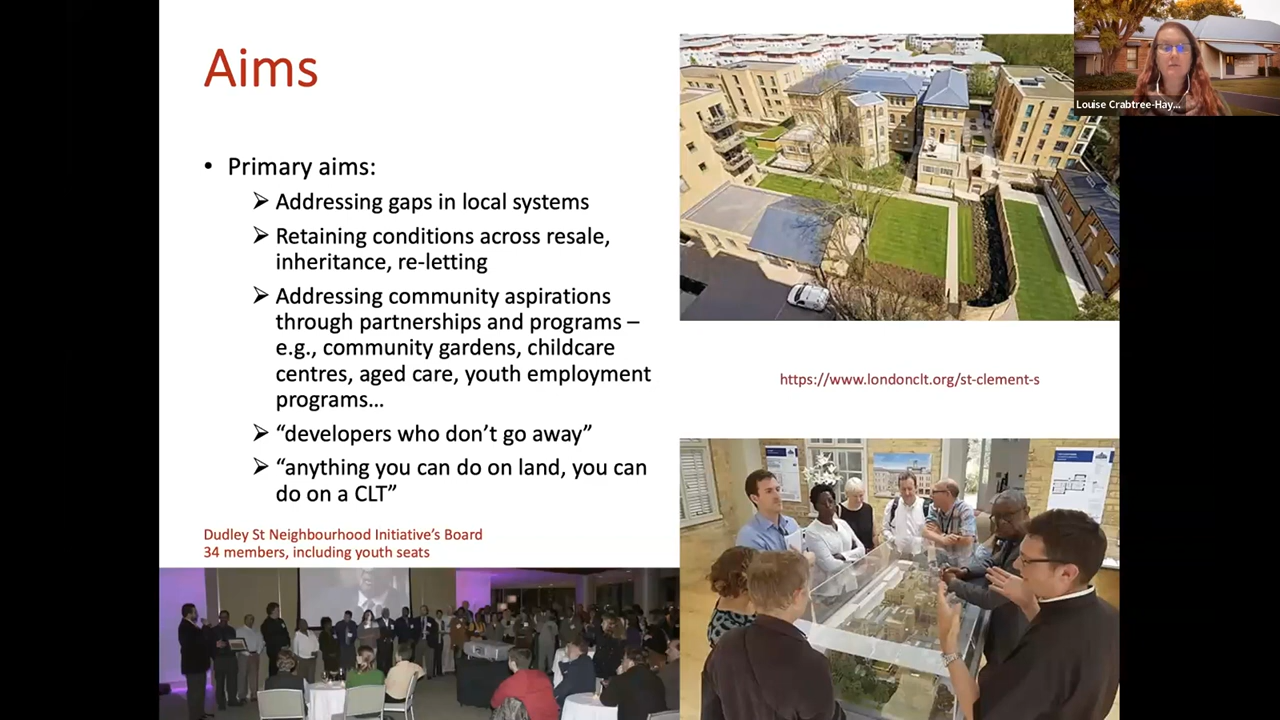 Aims
• Primary aims:
➢ Addressing gaps in local systems
➢ Retaining conditions across resale,
inheritance, re-letting
➢ Addressing community aspirations
through partnerships and programs –
e.g., community gardens, childcare
centres, aged care, youth employment
programs…
➢ “developers who don’t go away”
➢ “anything you can do on land, you can
do on a CLT”
Dudley St Neighbourhood Initiative’s Board
34 members, including youth seats
https://www.londonclt.org/st-clement-s
Louise Crabtree-Hay...